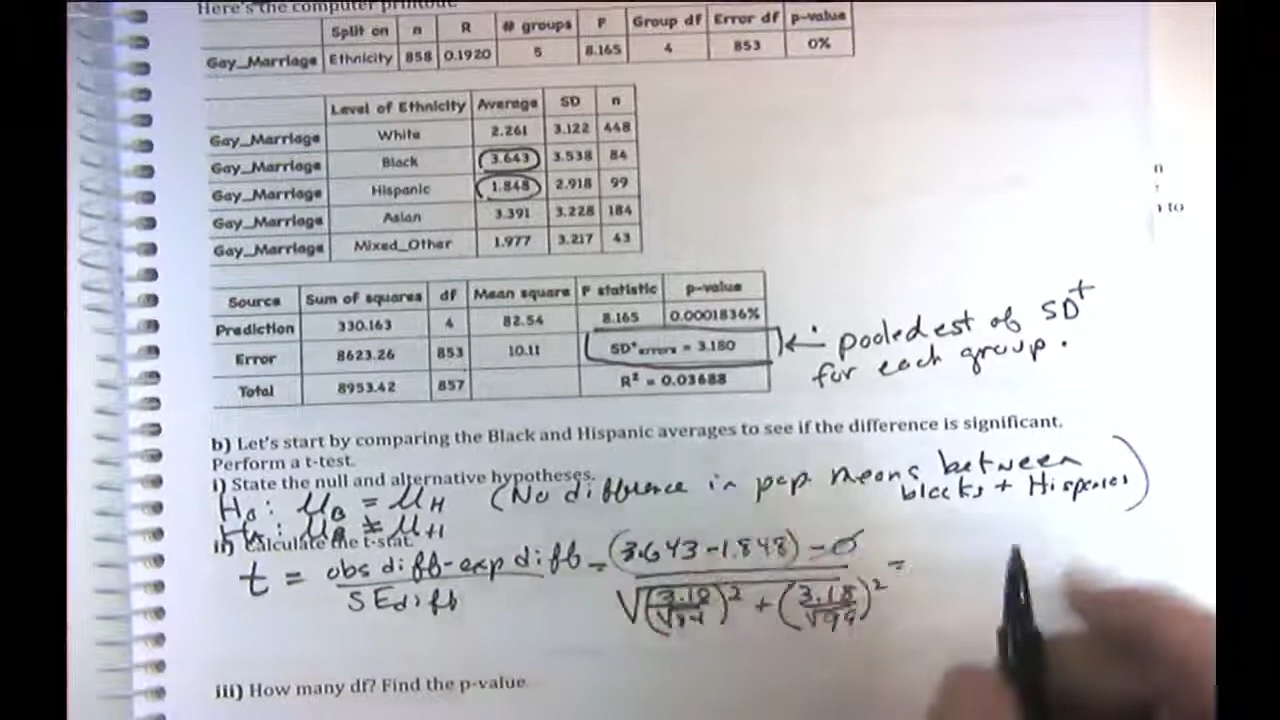 Here's the computer printout.
Split on n R # groups F Group df Error df p-value
Gay_Marriage Ethnicity 858 0.1920 5 8.165 4 853 0%
Level of Ethnicity Average SD n
Gay_Marriage White 2.261 3.122 448
Gay_Marriage Black 3.643 3.538 84
Gay_Marriage Hispanic 1.848 2.918 99
Gay_Marriage Asian 3.391 3.228 184
Gay_Marriage Mixed_Other 1.977 3.217 43
n
to
Source Sum of squares df Mean square F statistic p-value
Prediction 330.163 4 82.54 8.165 0.0001836%
Error 8623.26 853 10.11 SD⁺errors = 3.180
Total 8953.42 857 R² = 0.03688
← pooled est of SD⁺
for each group.
b) Let's start by comparing the Black and Hispanic averages to see if the difference is significant.
Perform a t-test.
i) State the null and alternative hypotheses.
H₀: μB = μH (No difference in pop means between
blacks + Hispanics)
HA: μB ≠ μH
ii) Calculate the t-stat.
t = obs diff - exp diff / SEdiff = (3.643 - 1.848) - 0 / √(3.18/√84)² + (3.18/√99)² =
iii) How many df? Find the p-value.